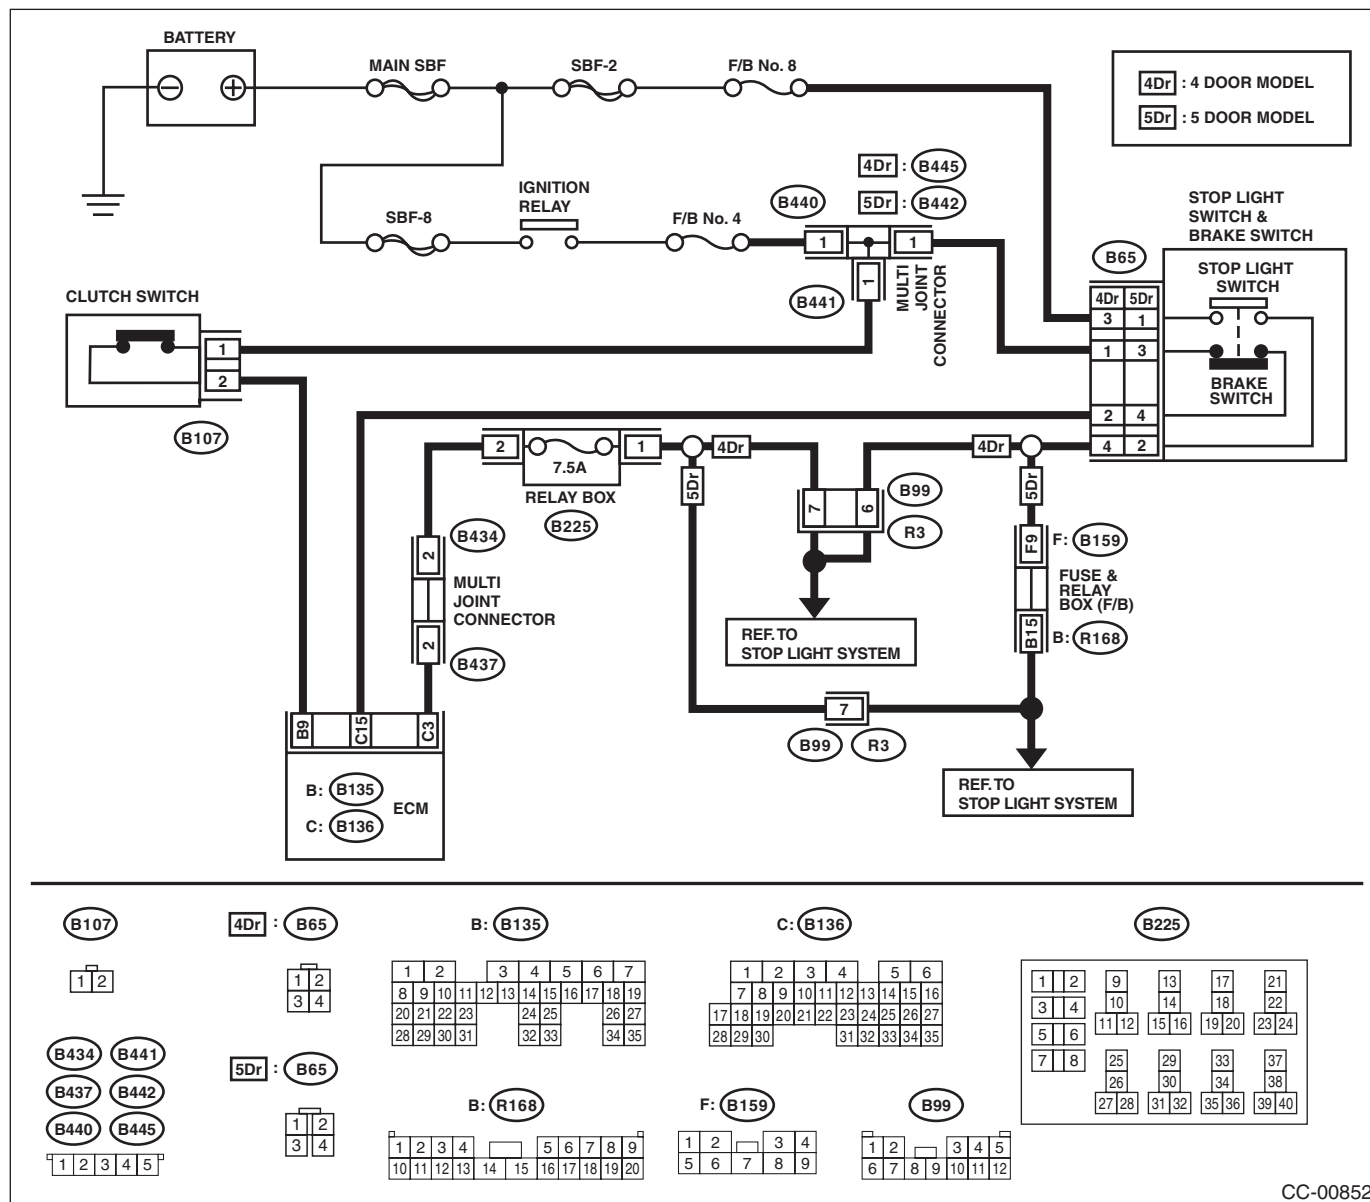 BATTERY
MAIN SBF
SBF-2
F/B No. 8
4Dr : 4 DOOR MODEL
5Dr : 5 DOOR MODEL
SBF-8
IGNITION
RELAY
F/B No. 4
B440
4Dr : B445
5Dr : B442
1
1
1
B441
MULTI
JOINT
CONNECTOR
STOP LIGHT
SWITCH &
BRAKE SWITCH
B65
4Dr 5Dr
3 1
1 3
2 4
4 2
STOP LIGHT
SWITCH
BRAKE
SWITCH
CLUTCH SWITCH
1
2
B107
2
7.5A
1
RELAY BOX
B225
4Dr
5Dr
4Dr
5Dr
7
6
B99
R3
B434
2
MULTI
JOINT
CONNECTOR
2
B437
REF. TO
STOP LIGHT SYSTEM
F9
F: B159
FUSE &
RELAY
BOX (F/B)
B15
B: R168
7
B99 R3
REF. TO
STOP LIGHT SYSTEM
B9
C15
C3
B: B135
C: B136
ECM
B107
1 2
4Dr : B65
1 2
3 4
B: B135
1 2 3 4 5 6 7
8 9 10 11 12 13 14 15 16 17 18 19
20 21 22 23 24 25 26 27
28 29 30 31 32 33 34 35
C: B136
1 2 3 4 5 6
7 8 9 10 11 12 13 14 15 16
17 18 19 20 21 22 23 24 25 26 27
28 29 30 31 32 33 34 35
B225
1 2 9 13 17 21
3 4 10 14 18 22
5 6 11 12 15 16 19 20 23 24
7 8 25 29 33 37
26 30 34 38
27 28 31 32 35 36 39 40
B434 B441
B437 B442
B440 B445
1 2 3 4 5
5Dr : B65
1 2
3 4
B: R168
1 2 3 4 5 6 7 8 9
10 11 12 13 14 15 16 17 18 19 20
F: B159
1 2 3 4
5 6 7 8 9
B99
1 2 3 4 5
6 7 8 9 10 11 12
CC-00852